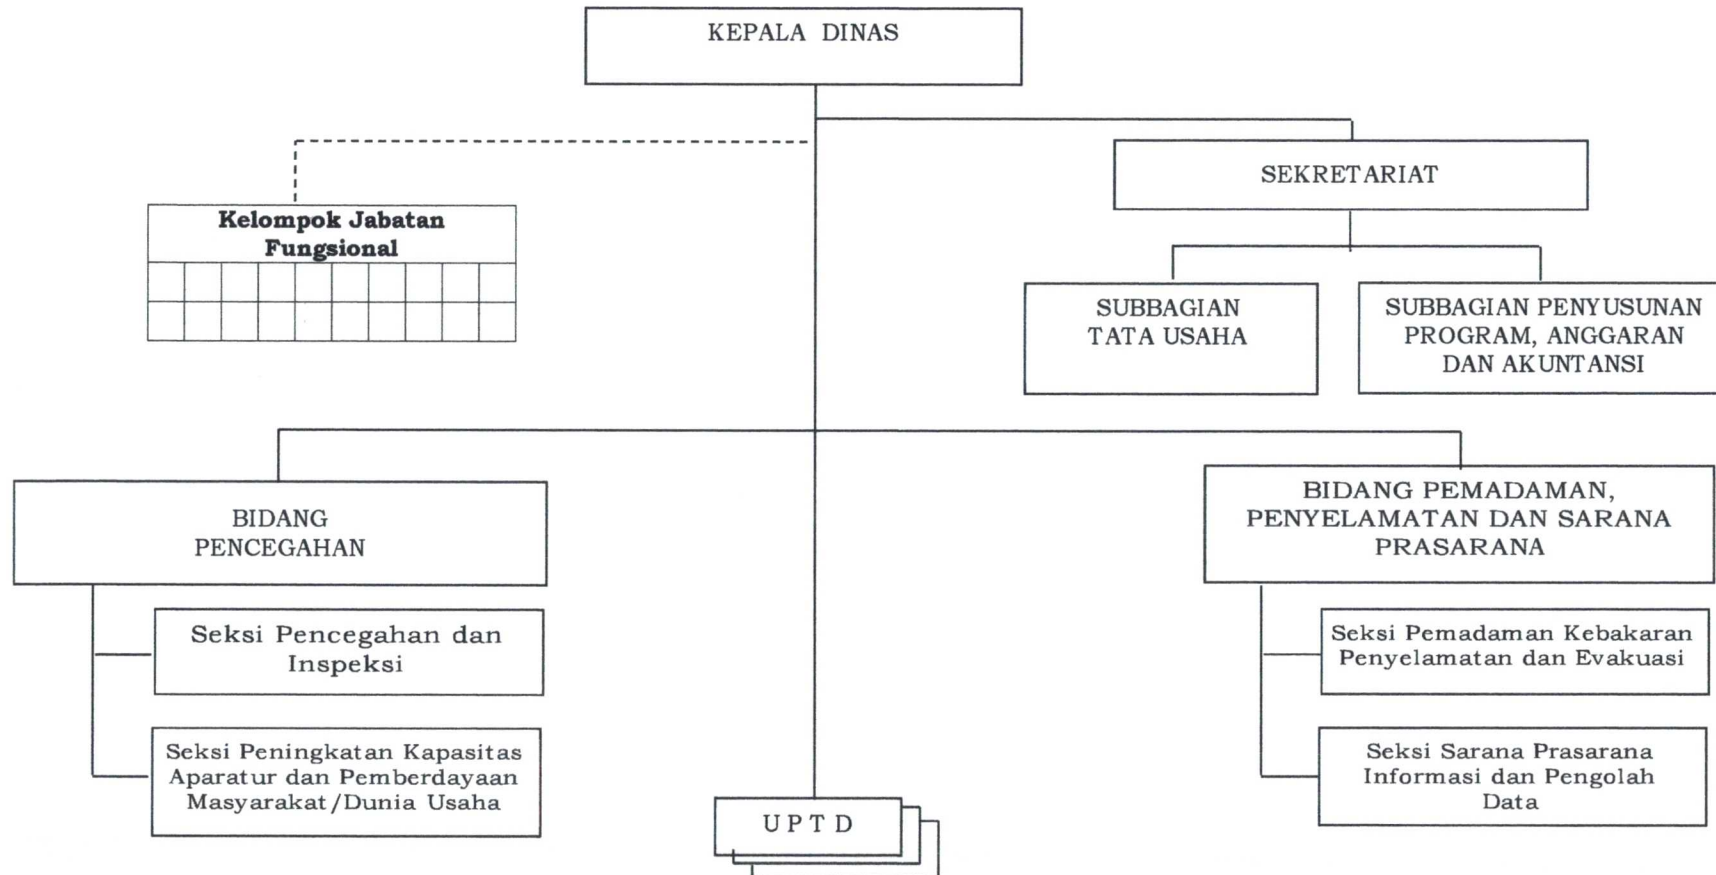 KEPALA DINAS
SEKRETARIAT
Kelompok Jabatan
Fungsional
SUBBAGIAN
TATA USAHA
SUBBAGIAN PENYUSUNAN
PROGRAM, ANGGARAN
DAN AKUNTANSI
BIDANG
PENCEGAHAN
BIDANG PEMADAMAN,
PENYELAMATAN DAN SARANA
PRASARANA
Seksi Pencegahan dan
Inspeksi
Seksi Pemadaman Kebakaran
Penyelamatan dan Evakuasi
Seksi Peningkatan Kapasitas
Aparatur dan Pemberdayaan
Masyarakat/Dunia Usaha
Seksi Sarana Prasarana
Informasi dan Pengolah
Data
U P T D